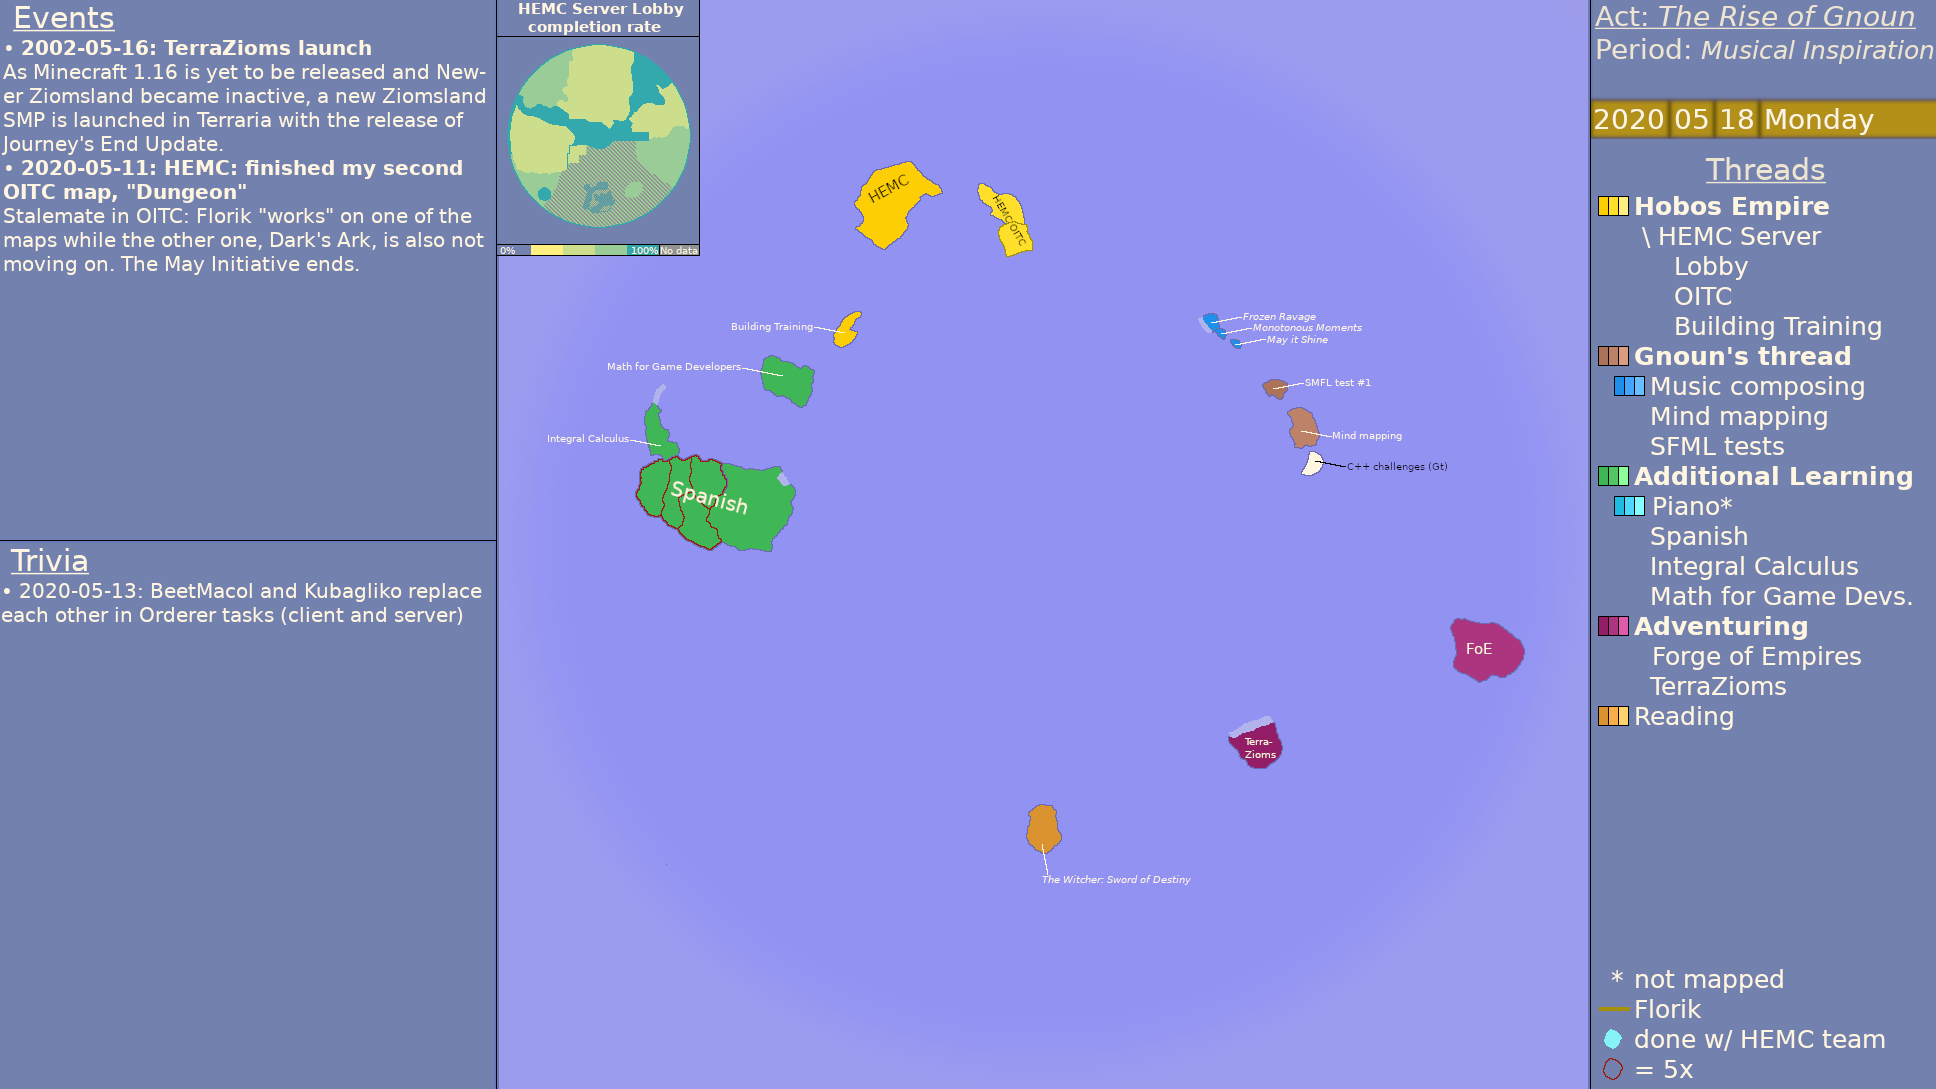 Events
• 2002-05-16: TerraZioms launch
As Minecraft 1.16 is yet to be released and New-
er Ziomsland became inactive, a new Ziomsland
SMP is launched in Terraria with the release of
Journey's End Update.
• 2020-05-11: HEMC: finished my second
OITC map, "Dungeon"
Stalemate in OITC: Florik "works" on one of the
maps while the other one, Dark's Ark, is also not
moving on. The May Initiative ends.
Trivia
• 2020-05-13: BeetMacol and Kubagliko replace
each other in Orderer tasks (client and server)
HEMC Server Lobby
completion rate
0%
100%
No data
HEMC
HEMC
OITC
Building Training
Math for Game Developers
Integral Calculus
Spanish
Frozen Ravage
Monotonous Moments
May it Shine
SMFL test #1
Mind mapping
C++ challenges (Gt)
FoE
Terra-
Zioms
The Witcher: Sword of Destiny
Act: The Rise of Gnoun
Period: Musical Inspiration
2020 05 18 Monday
Threads
Hobos Empire
\ HEMC Server
Lobby
OITC
Building Training
Gnoun's thread
Music composing
Mind mapping
SFML tests
Additional Learning
Piano*
Spanish
Integral Calculus
Math for Game Devs.
Adventuring
Forge of Empires
TerraZioms
Reading
* not mapped
Florik
done w/ HEMC team
= 5x